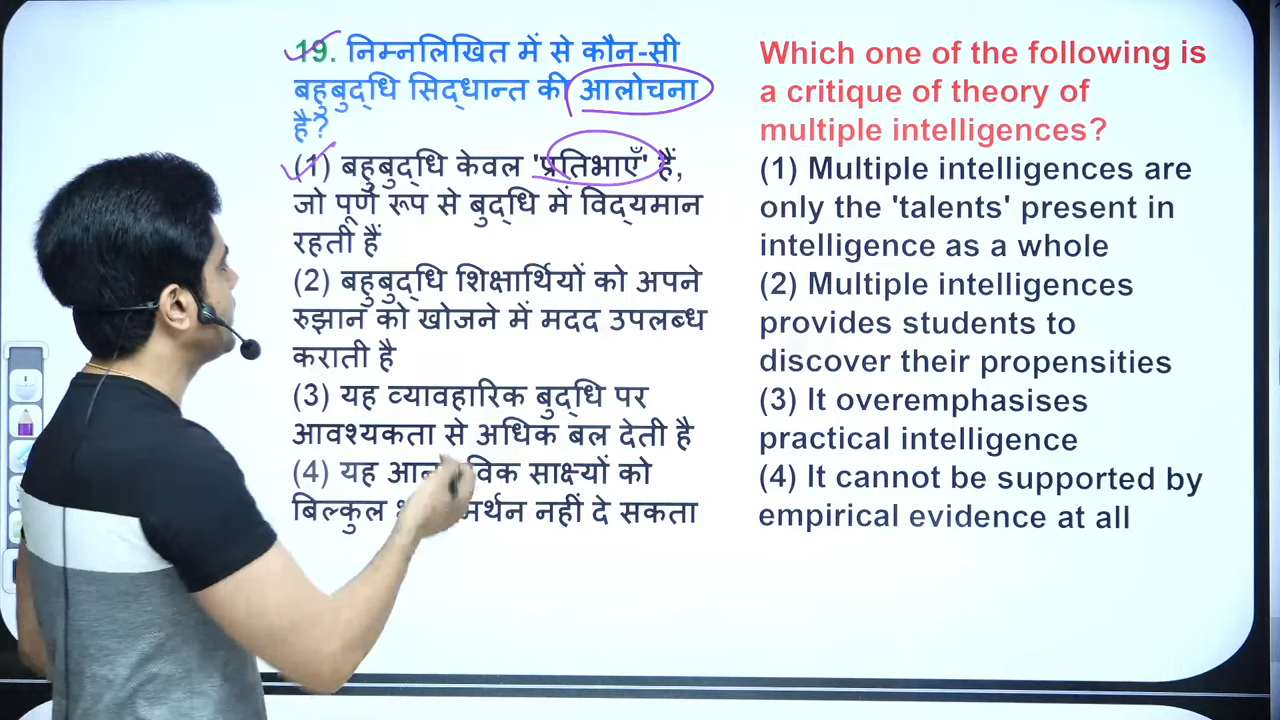 19. निम्नलिखित में से कौन-सी
बहुबुद्धि सिद्धान्त की आलोचना
है?
(1) बहुबुद्धि केवल 'प्रतिभाएँ' हैं,
जो पूर्ण रूप से बुद्धि में विद्यमान
रहती हैं
(2) बहुबुद्धि शिक्षार्थियों को अपने
रुझान को खोजने में मदद उपलब्ध
कराती है
(3) यह व्यावहारिक बुद्धि पर
आवश्यकता से अधिक बल देती है
(4) यह साक्ष्यों को
बिल्कुल नहीं दे सकता
Which one of the following is
a critique of theory of
multiple intelligences?
(1) Multiple intelligences are
only the 'talents' present in
intelligence as a whole
(2) Multiple intelligences
provides students to
discover their propensities
(3) It overemphasises
practical intelligence
(4) It cannot be supported by
empirical evidence at all